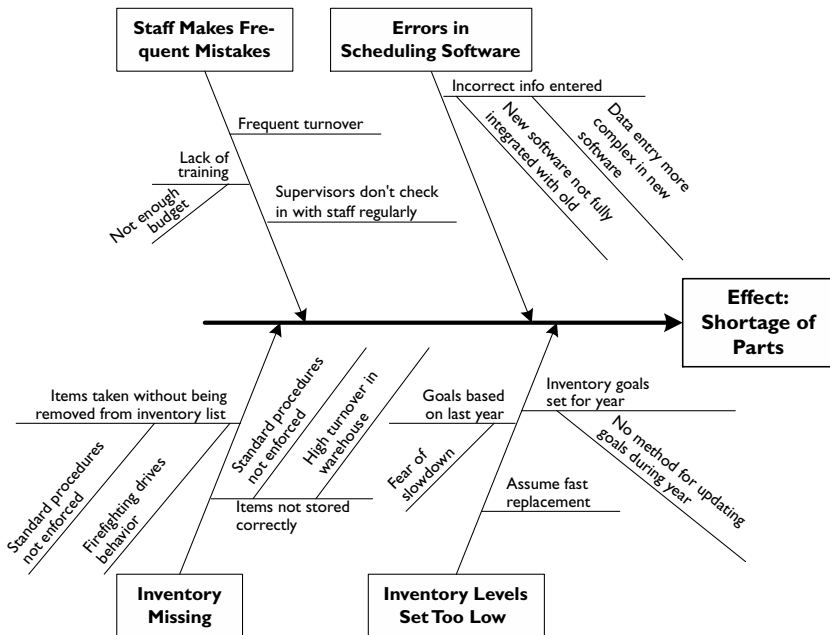 Staff Makes Fre-
quent Mistakes
Errors in
Scheduling Software
Incorrect info entered
New software not fully
integrated with old
Data entry more
complex in new
software
Frequent turnover
Lack of
training
Not enough
budget
Supervisors don't check
in with staff regularly
Effect:
Shortage of
Parts
Items taken without being
removed from inventory list
Standard procedures
not enforced
Firefighting drives
behavior
Standard procedures
not enforced
High turnover in
warehouse
Items not stored
correctly
Goals based
on last year
Fear of
slowdown
Inventory goals
set for year
No method for updating
goals during year
Assume fast
replacement
Inventory
Missing
Inventory Levels
Set Too Low